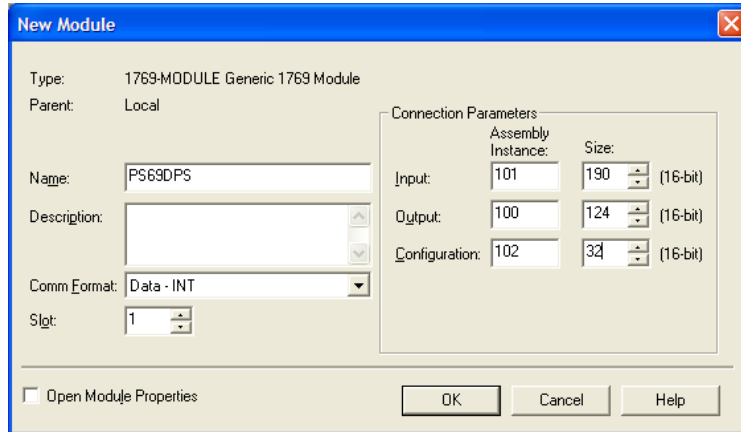 New Module
Type: 1769-MODULE Generic 1769 Module
Parent: Local
Connection Parameters
Assembly Instance: Size:
Name: PS69DPS
Input: 101 190 (16-bit)
Description:
Output: 100 124 (16-bit)
Configuration: 102 32 (16-bit)
Comm Format: Data - INT
Slot: 1
Open Module Properties
OK Cancel Help